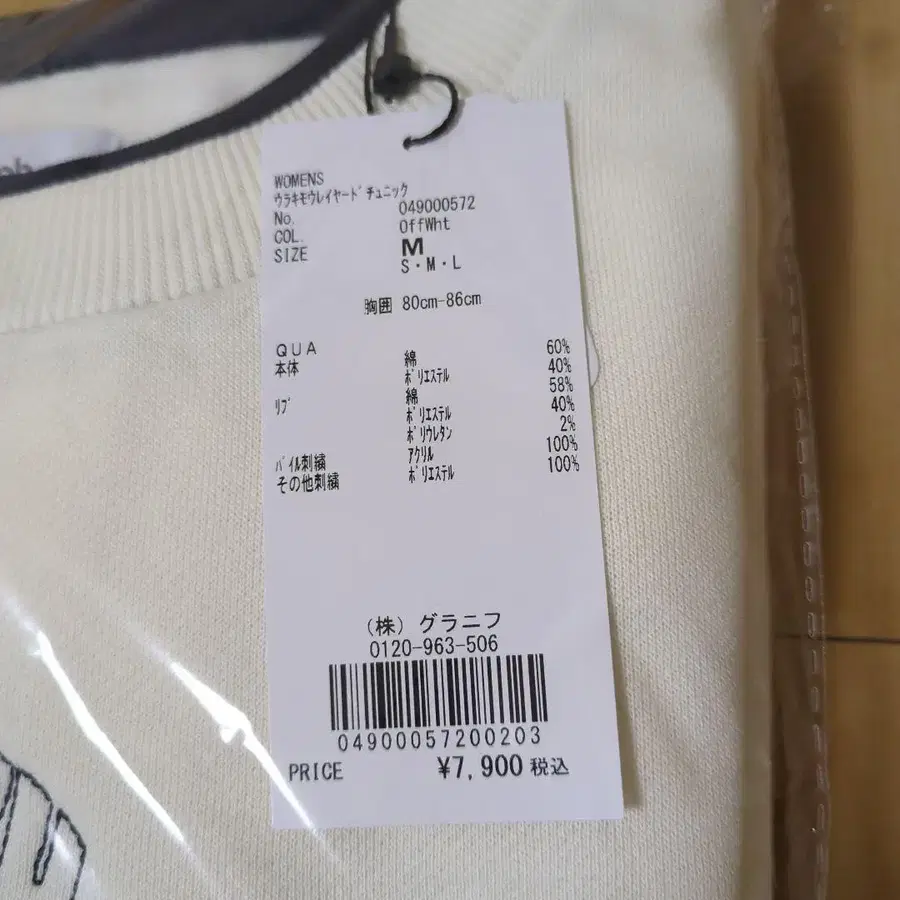 WOMENS
ウラキモウレイヤードチュニック
No. 049000572
COL. OffWht
SIZE M
S・M・L
胸囲 80cm-86cm
QUA
本体 綿 60%
ポリエステル 40%
リブ 綿 58%
ポリエステル 40%
ポリウレタン 2%
パイル刺繍 アクリル 100%
その他刺繍 ポリエステル 100%
(株) グラニフ
0120-963-506
04900057200203
PRICE ¥7,900 税込